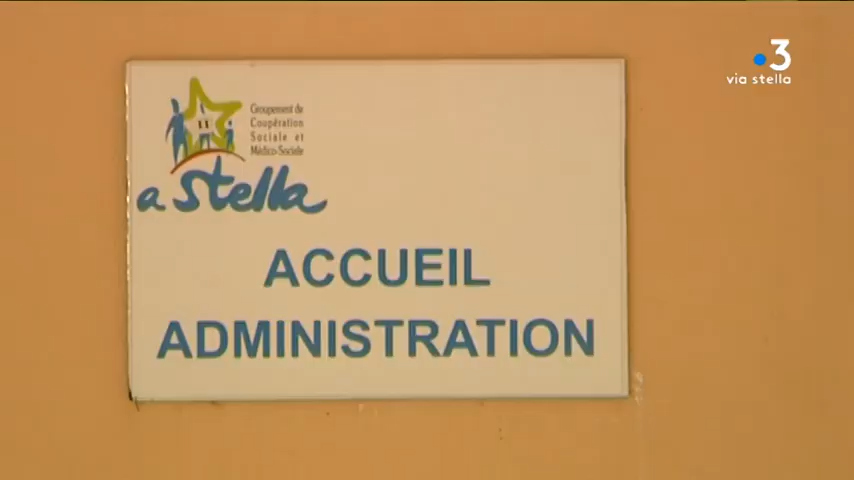 3
via stella
Groupement de
Coopération
Sociale et
Médico-Sociale
a stella
ACCUEIL
ADMINISTRATION